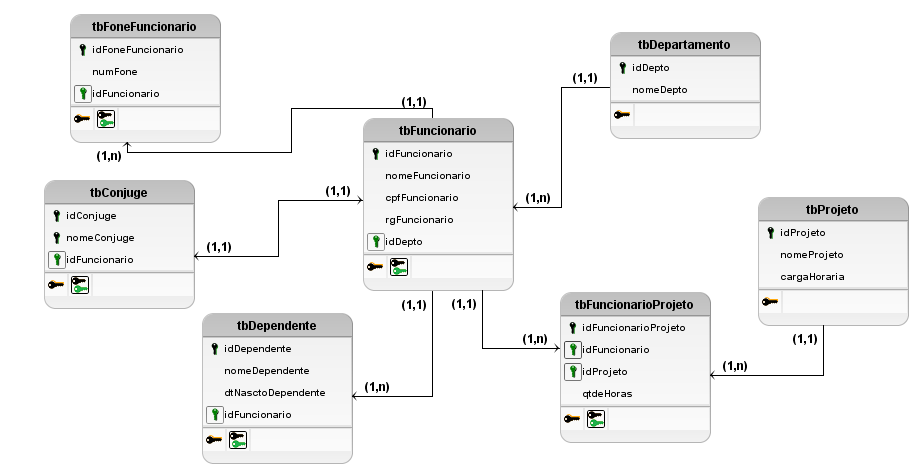 tbFoneFuncionario
idFoneFuncionario
numFone
idFuncionario
(1,n)
(1,1)
tbDepartamento
idDepto
nomeDepto
(1,1)
(1,n)
tbFuncionario
idFuncionario
nomeFuncionario
cpfFuncionario
rgFuncionario
idDepto
tbConjuge
idConjuge
nomeConjuge
idFuncionario
(1,1)
(1,1)
tbProjeto
idProjeto
nomeProjeto
cargaHoraria
(1,1)
(1,n)
tbDependente
idDependente
nomeDependente
dtNasctoDependente
idFuncionario
(1,1)
(1,n)
tbFuncionarioProjeto
idFuncionarioProjeto
idFuncionario
idProjeto
qtdeHoras
(1,1)
(1,n)